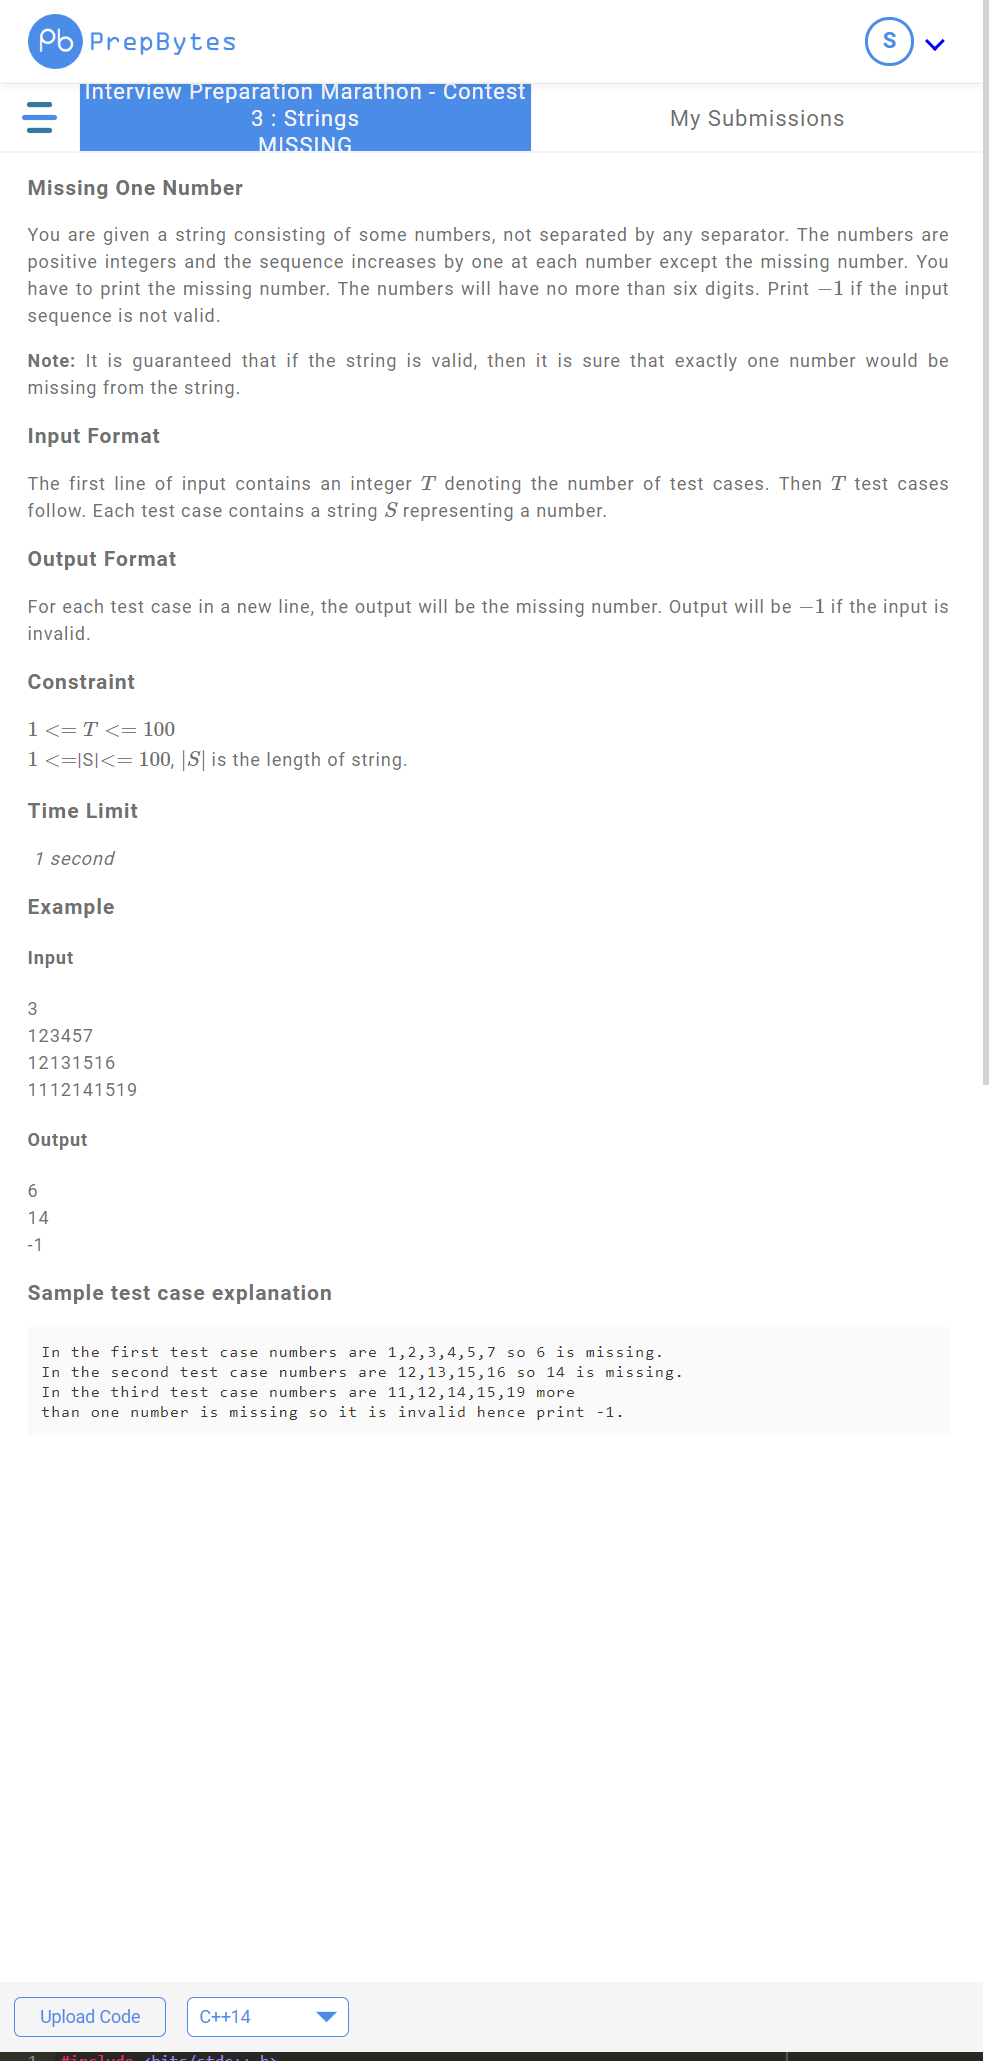 Pb PrepBytes
S
Interview Preparation Marathon - Contest
3 : Strings
MISSING
My Submissions
Missing One Number
You are given a string consisting of some numbers, not separated by any separator. The numbers are
positive integers and the sequence increases by one at each number except the missing number. You
have to print the missing number. The numbers will have no more than six digits. Print −1 if the input
sequence is not valid.
Note: It is guaranteed that if the string is valid, then it is sure that exactly one number would be
missing from the string.
Input Format
The first line of input contains an integer T denoting the number of test cases. Then T test cases
follow. Each test case contains a string S representing a number.
Output Format
For each test case in a new line, the output will be the missing number. Output will be −1 if the input is
invalid.
Constraint
1 <= T <= 100
1 <=|S|<= 100, |S| is the length of string.
Time Limit
1 second
Example
Input
3
123457
12131516
1112141519
Output
6
14
-1
Sample test case explanation
In the first test case numbers are 1,2,3,4,5,7 so 6 is missing.
In the second test case numbers are 12,13,15,16 so 14 is missing.
In the third test case numbers are 11,12,14,15,19 more
than one number is missing so it is invalid hence print -1.
Upload Code
C++14
1 #include <bits/stdc++.h>